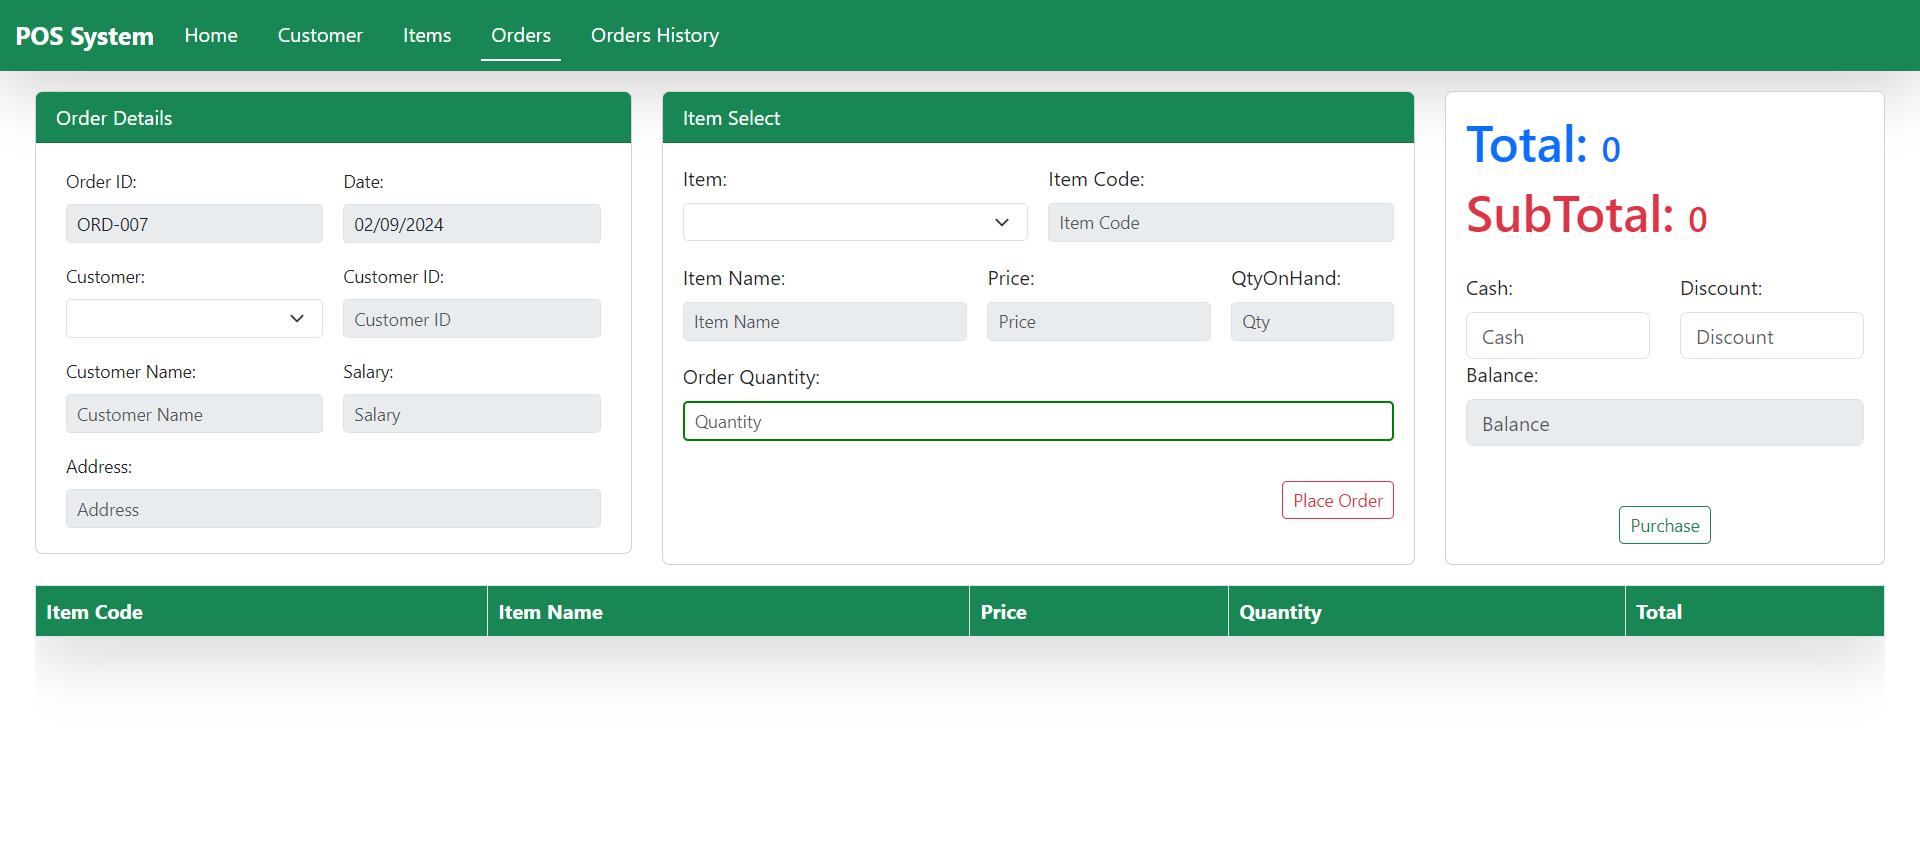 POS System Home Customer Items Orders Orders History
Order Details
Order ID: Date:
ORD-007 02/09/2024
Customer: Customer ID:
Customer ID
Customer Name: Salary:
Customer Name Salary
Address:
Address
Item Select
Item: Item Code:
Item Code
Item Name: Price: QtyOnHand:
Item Name Price Qty
Order Quantity:
Quantity
Place Order
Total: 0
SubTotal: 0
Cash: Discount:
Cash Discount
Balance:
Balance
Purchase
Item Code Item Name Price Quantity Total